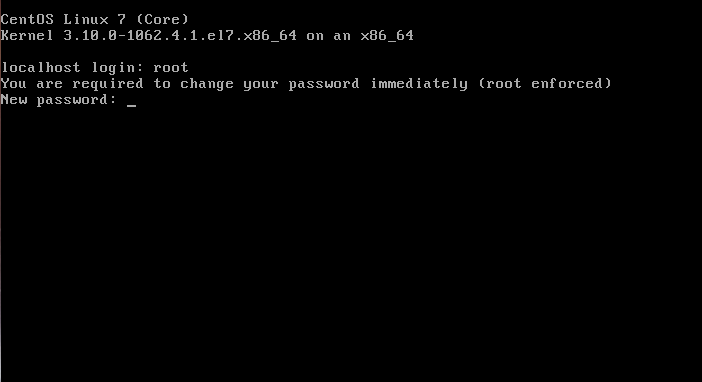 CentOS Linux 7 (Core)
Kernel 3.10.0-1062.4.1.el7.x86_64 on an x86_64
localhost login: root
You are required to change your password immediately (root enforced)
New password: _